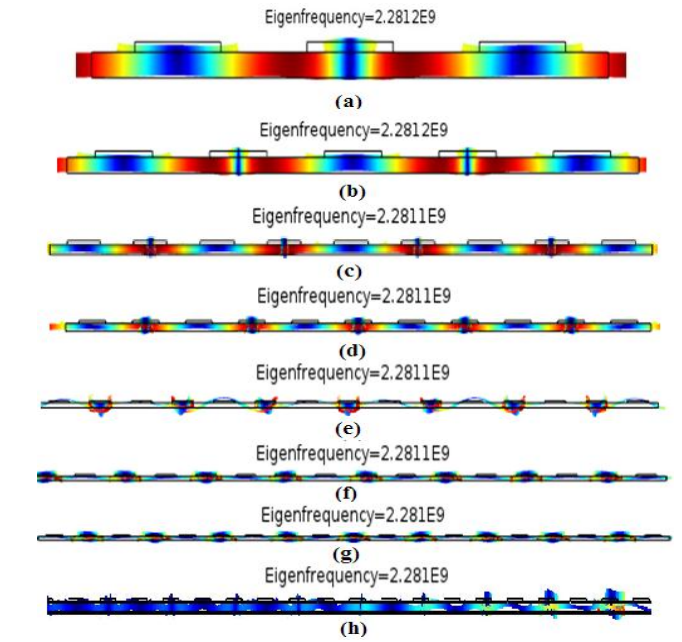 Eigenfrequency=2.2812E9
(a)
Eigenfrequency=2.2812E9
(b)
Eigenfrequency=2.2811E9
(c)
Eigenfrequency=2.2811E9
(d)
Eigenfrequency=2.2811E9
(e)
Eigenfrequency=2.2811E9
(f)
Eigenfrequency=2.281E9
(g)
Eigenfrequency=2.281E9
(h)